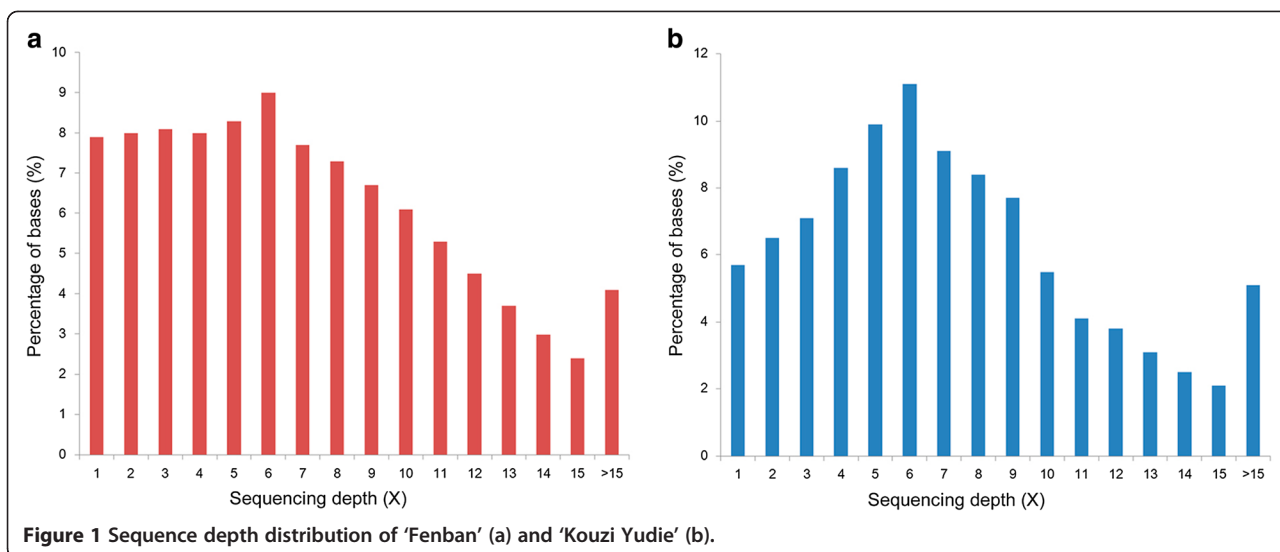 a
10
9
8
7
6
5
4
3
2
1
0
Percentage of bases (%)
1 2 3 4 5 6 7 8 9 10 11 12 13 14 15 >15
Sequencing depth (X)
b
12
10
8
6
4
2
0
Percentage of bases (%)
1 2 3 4 5 6 7 8 9 10 11 12 13 14 15 >15
Sequencing depth (X)
Figure 1 Sequence depth distribution of ‘Fenban’ (a) and ‘Kouzi Yudie’ (b).